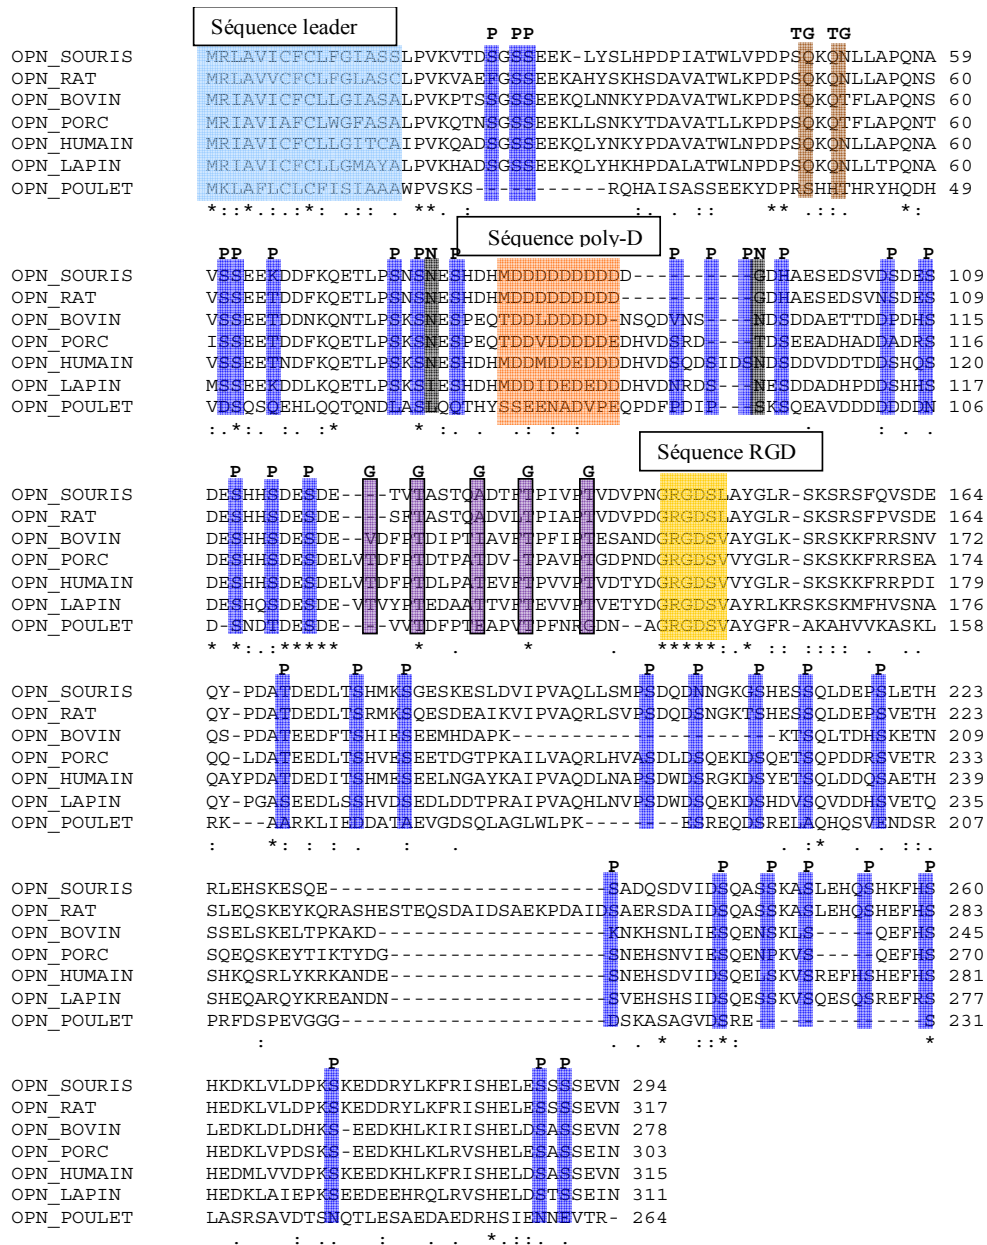 Séquence leader
P PP TG TG
OPN_SOURIS MRLAVICFCLFGIASSLPVKVTDSGSSEEK-LYSLHPDPIATWLVPDPSQKQNLLAPQNA 59
OPN_RAT MRLAVVCFCLFGLASCLPVKVAEFGSSEEKAHYSKHSDAVATWLKPDPSQKQNLLAPQNS 60
OPN_BOVIN MRIAVICFCLLGIASALPVKPTSSGSSEEKQLNNKYPDAVATWLKPDPSQKQTFLAPQNS 60
OPN_PORC MRIAVIAFCLWGFASALPVKQTNSGSSEEKLLSNKYTDAVATLLKPDPSQKQTFLAPQNT 60
OPN_HUMAIN MRIAVICFCLLGITCAIPVKQADSGSSEEKQLYNKYPDAVATWLNPDPSQKQNLLAPQNA 60
OPN_LAPIN MRIAVICFCLLGMAYALPVKHADSGSSEEKQLYHKHPDALATWLNPDPSQKQNLLTPQNA 60
OPN_POULET MKLAFLCLCFISIAAAWPVSKS-----------RQHAISASSEEKYDPRSHHTHRYHQDH 49
*::*.:.:*: .:: . **. : .: .: :: ** . : :. *:
Séquence poly-D
PP P P PN P P P PN P P P
OPN_SOURIS VSSEEKDDFKQETLPSNSNESHDHMDDDDDDDDDD-----------GDHAESEDSVDSDES 109
OPN_RAT VSSEETDDFKQETLPSNSNESHDHMDDDDDDDDD-----------GDHAESEDSVNSDES 109
OPN_BOVIN VSSEETDDNKQNTLPSKSNESPEQTDDLDDDDD-NSQDVNS----NDSDDAETTDDPDHS 115
OPN_PORC ISSEETDDFKQETLPSKSNESPEQTDDVDDDDDEDHVDSRD----TDSEEADHADDADRS 116
OPN_HUMAIN VSSEETNDFKQETLPSKSNESHDHMDDMDDEDDDDHVDSQDSIDSNDSDDVDDTDDSHQS 120
OPN_LAPIN MSSEEKDDLKQETLPSKSIESHDHMDDIDEDEDDDHVDNRDS---NESDDADHPDDSHHS 117
OPN_POULET VDSQSQEHLQQTQNDLASLQQTHYSSEENADVPEQPDFPDIP---SKSQEAVDDDDDDDN 106
:.*:. : : * : . . .: : : : . : .
Séquence RGD
P P P G G G G G
OPN_SOURIS DESHHSDESDE---TVTASTQADTFTPIVPTVDVPNGRGDSLAYGLR-SKSRSFQVSDE 164
OPN_RAT DESHHSDESDE---SFTASTQADVLTPIAPTVDVPDGRGDSLAYGLR-SKSRSFPVSDE 164
OPN_BOVIN DESHHSDESDE---VDFPTDIPTIAVFTPFIPTESANDGRGDSVAYGLK-SRSKKFRRSNV 172
OPN_PORC DESHHSDESDELVTDFPTDTPATDV-TPAVPTGDPNDGRGDSVVYGLR-SKSKKFRRSEA 174
OPN_HUMAIN DESHHSDESDELVTDFPTDLPATEVFTPVVPTVDTYDGRGDSVVYGLR-SKSKKFRRPDI 179
OPN_LAPIN DESHQSDESDE-VTVYPTEDAATTVFTEVVPTVETYDGRGDSVAYRLKRSKSKMFHVSNA 176
OPN_POULET D-SNDTDESDE---VVTDFPTEAPVTPFNRGDN--AGRGDSVAYGFR-AKAHVVKASKL 158
* *: :***** * . * . *****:.* :: ::::. . ..
P P P P P P P P
OPN_SOURIS QY-PDATDEDLTSHMKSGESKESLDVIPVAQLLSMPSDQDNNGKGSHESSQLDEPSLETH 223
OPN_RAT QY-PDATDEDLTSRMKSQESDEAIKVIPVAQRLSVPSDQDSNGKTSHESSQLDEPSVETH 223
OPN_BOVIN QS-PDATEEDFTSHIESEEMHDAPK----------------------KTSQLTDHSKETN 209
OPN_PORC QQ-LDATEEDLTSHVESEETDGTPKAILVAQRLHVASDLDSQEKDSQETSQPDDRSVETR 233
OPN_HUMAIN QAYPDATDEDITSHMESEELNGAYKAIPVAQDLNAPSDWDSRGKDSYETSQLDDQSAETH 239
OPN_LAPIN QY-PGASEEDLSSHVDSEDLDDTPRAIPVAQHLNVPSDWDSQEKDSHDVSQVDDHSVETQ 235
OPN_POULET RK---AARKLIEDDATAEVGDSQLAGLWLPK-------ESREQDSRELAQHQSVENDSR 207
: *: : : . . .:* . . ::.
P P P P P P
OPN_SOURIS RLEHSKESQE-----------------------SADQSDVIDSQASSKASLEHQSHKFHS 260
OPN_RAT SLEQSKEYKQRASHESTEQSDAIDSAEKPDAIDSAERSDAIDSQASSKASLEHQSHEFHS 283
OPN_BOVIN SSELSKELTPKAKD-------------------KNKHSNLIESQENSKLS-----QEFHS 245
OPN_PORC SQEQSKEYTIKTYDG------------------SNEHSNVIESQENPKVS-----QEFHS 270
OPN_HUMAIN SHKQSRLYKRKANDE------------------SNEHSDVIDSQELSKVSREFHSHEFHS 281
OPN_LAPIN SHEQARQYKREANDN------------------SVEHSHSIDSQESSKVSQESQSREFRS 277
OPN_POULET PRFDSPEVGGG----------------------DSKASAGVDSRE--------------S 231
: . . * ::*: *
P P P
OPN_SOURIS HKDKLVLDPKSKEDDRYLKFRISHELESSSSEVN 294
OPN_RAT HEDKLVLDPKSKEDDRYLKFRISHELESSSSEVN 317
OPN_BOVIN LEDKLDLDHKS-EEDKHLKIRISHELDSASSEVN 278
OPN_PORC HEDKLVPDSKS-EEDKHLKLRVSHELESASSEIN 303
OPN_HUMAIN HEDMLVVDPKSKEEDKHLKFRISHELDSASSEVN 315
OPN_LAPIN HEDKLAIEPKSEEDEEHRQLRVSHELDSTSSEIN 311
OPN_POULET LASRSAVDTSNQTLESAEDAEDRHSIENNEVTR- 264
. : .: : . . *.::. .